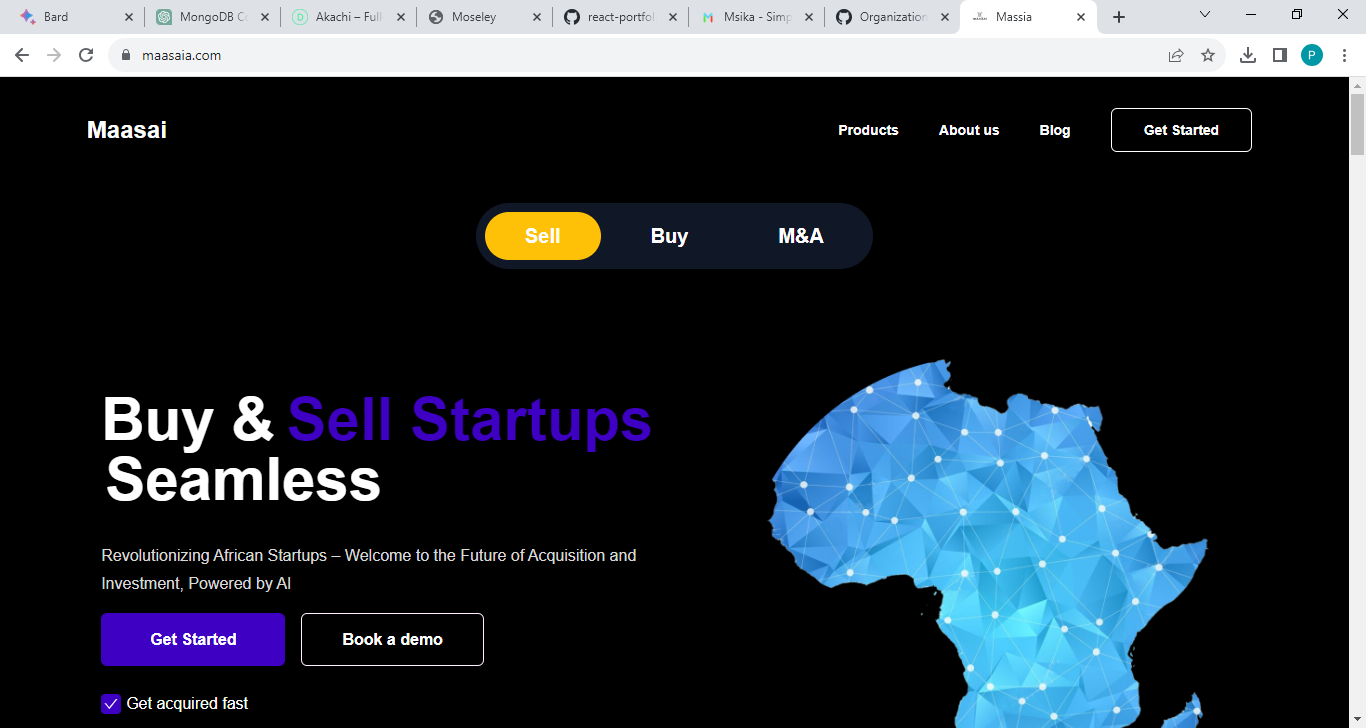 Bard
MongoDB C
Akachi – Full
Moseley
react-portfol
Msika - Simp
Organization
Massia
maasaia.com
P
Maasai
Products
About us
Blog
Get Started
Sell
Buy
M&A
Buy & Sell Startups
Seamless
Revolutionizing African Startups – Welcome to the Future of Acquisition and
Investment, Powered by AI
Get Started
Book a demo
Get acquired fast